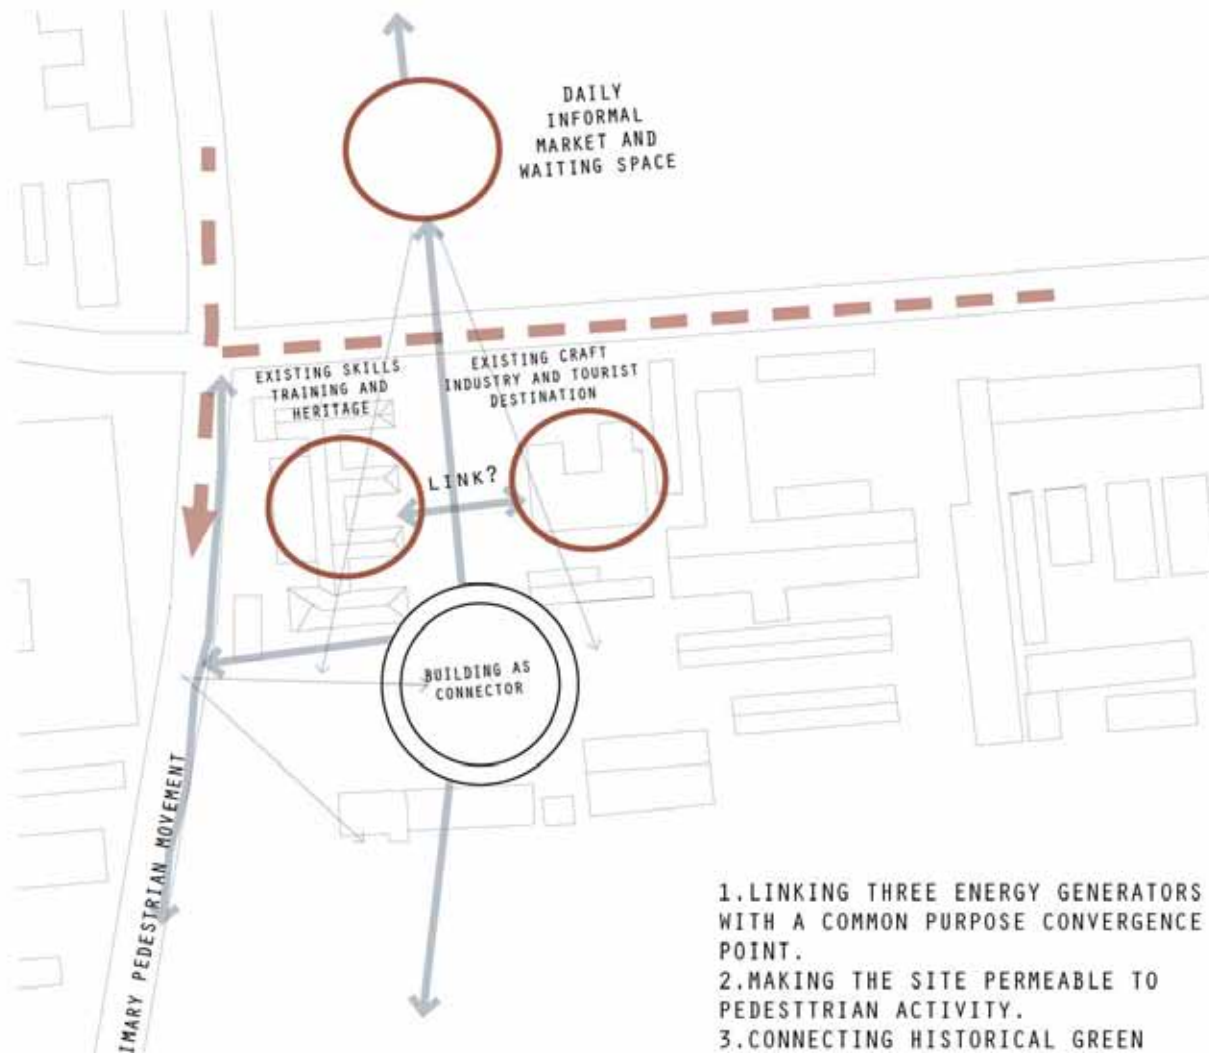 DAILY
INFORMAL
MARKET AND
WAITING SPACE
EXISTING SKILLS
TRAINING AND
HERITAGE
EXISTING CRAFT
INDUSTRY AND TOURIST
DESTINATION
LINK?
BUILDING AS
CONNECTOR
IMARY PEDESTRIAN MOVEMENT
1.LINKING THREE ENERGY GENERATORS
WITH A COMMON PURPOSE CONVERGENCE
POINT.
2.MAKING THE SITE PERMEABLE TO
PEDESTTRIAN ACTIVITY.
3.CONNECTING HISTORICAL GREEN